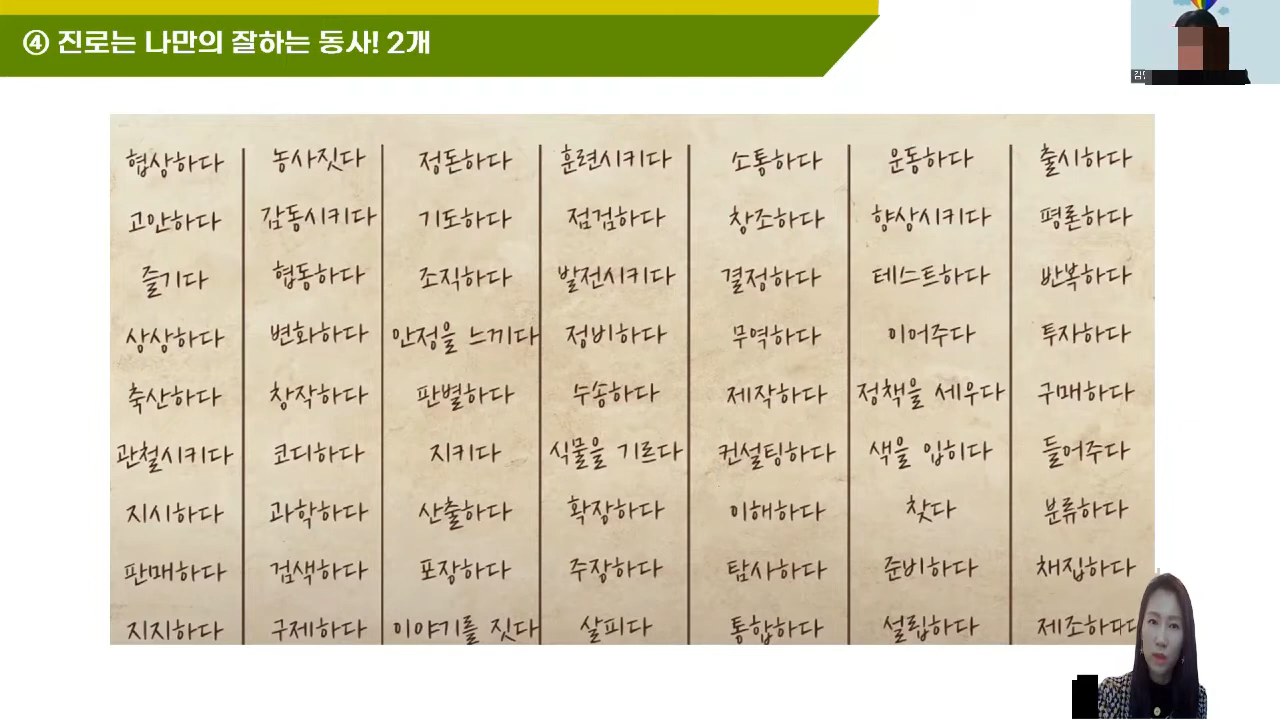 ④ 진로는 나만의 잘하는 동사! 2개
협상하다 농사짓다 정돈하다 훈련시키다 소통하다 운동하다 출시하다
고안하다 감동시키다 기도하다 점검하다 창조하다 향상시키다 평론하다
즐기다 협동하다 조직하다 발전시키다 결정하다 테스트하다 반복하다
상상하다 변화하다 안정을 느끼다 정비하다 무역하다 이어주다 투자하다
축산하다 창작하다 판별하다 수송하다 제작하다 정책을 세우다 구매하다
관철시키다 코디하다 지키다 식물을 기르다 컨설팅하다 색을 입히다 들어주다
지시하다 과학하다 산출하다 확장하다 이해하다 찾다 분류하다
판매하다 검색하다 포장하다 주장하다 탐사하다 준비하다 채집하다
지지하다 구제하다 이야기를 짓다 살피다 통합하다 설립하다 제조하다